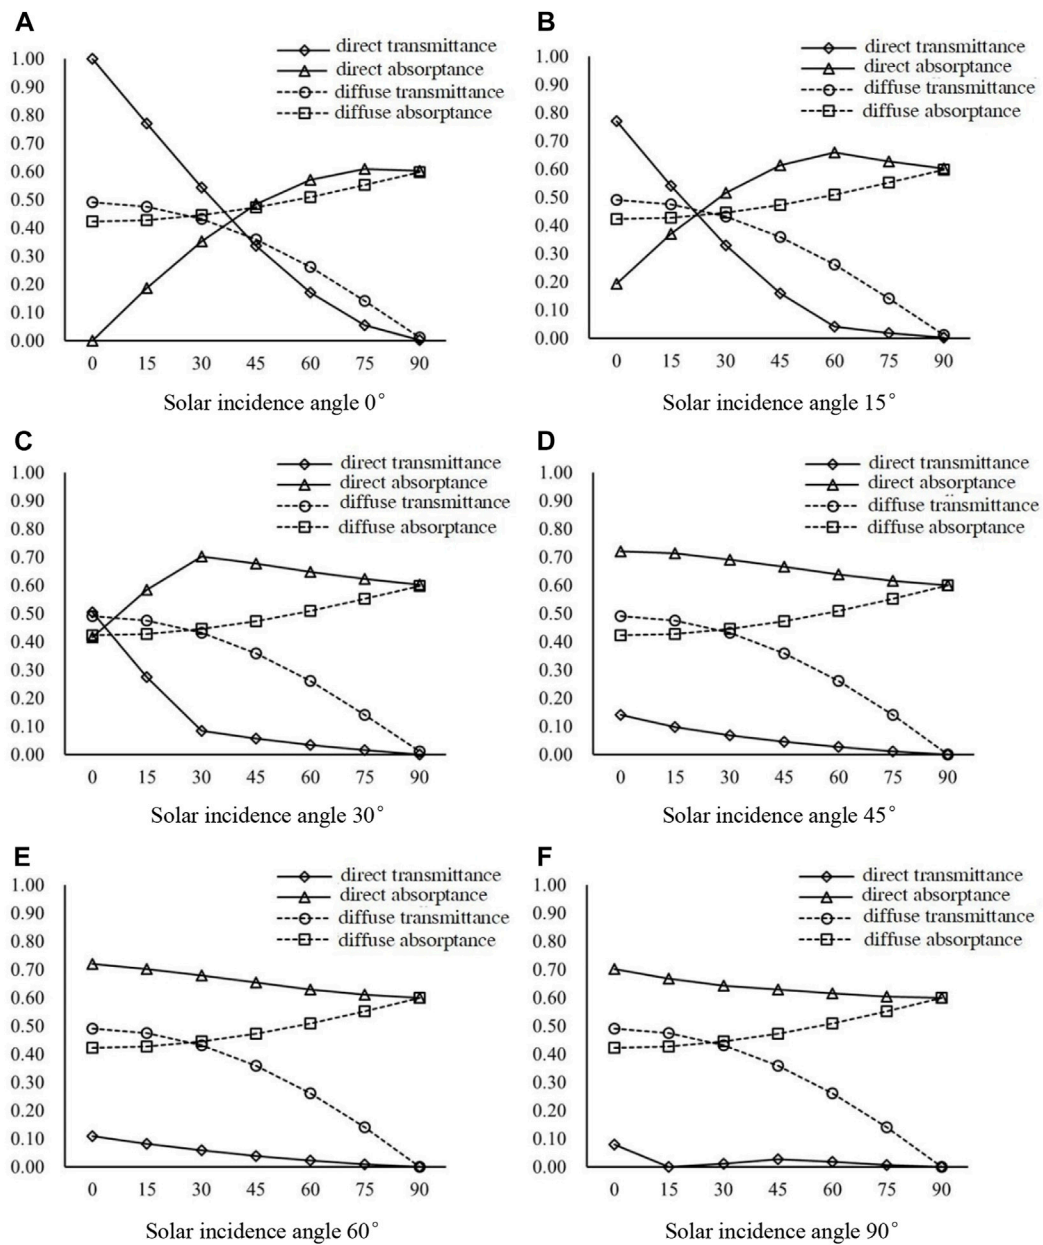 A
direct transmittance
direct absorptance
diffuse transmittance
diffuse absorptance
1.00
0.90
0.80
0.70
0.60
0.50
0.40
0.30
0.20
0.10
0.00
0 15 30 45 60 75 90
Solar incidence angle 0°
B
direct transmittance
direct absorptance
diffuse transmittance
diffuse absorptance
1.00
0.90
0.80
0.70
0.60
0.50
0.40
0.30
0.20
0.10
0.00
0 15 30 45 60 75 90
Solar incidence angle 15°
C
direct transmittance
direct absorptance
diffuse transmittance
diffuse absorptance
1.00
0.90
0.80
0.70
0.60
0.50
0.40
0.30
0.20
0.10
0.00
0 15 30 45 60 75 90
Solar incidence angle 30°
D
direct transmittance
direct absorptance
diffuse transmittance
diffuse absorptance
1.00
0.90
0.80
0.70
0.60
0.50
0.40
0.30
0.20
0.10
0.00
0 15 30 45 60 75 90
Solar incidence angle 45°
E
direct transmittance
direct absorptance
diffuse transmittance
diffuse absorptance
1.00
0.90
0.80
0.70
0.60
0.50
0.40
0.30
0.20
0.10
0.00
0 15 30 45 60 75 90
Solar incidence angle 60°
F
direct transmittance
direct absorptance
diffuse transmittance
diffuse absorptance
1.00
0.90
0.80
0.70
0.60
0.50
0.40
0.30
0.20
0.10
0.00
0 15 30 45 60 75 90
Solar incidence angle 90°